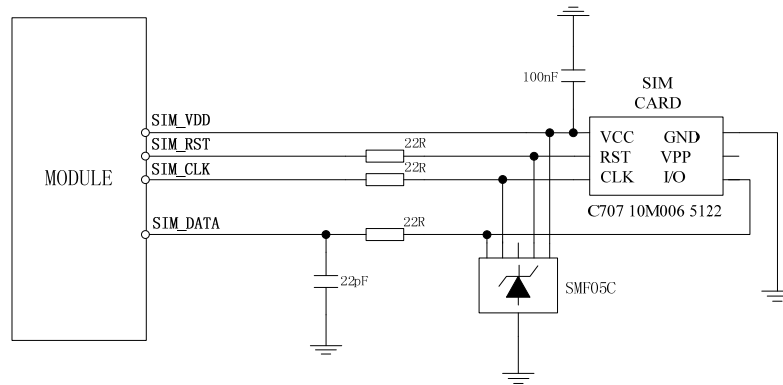 100nF
SIM
CARD
SIM_VDD
SIM_RST
22R
VCC GND
RST VPP
CLK I/O
SIM_CLK
22R
MODULE
C707 10M006 5122
SIM_DATA
22R
22pF
SMF05C